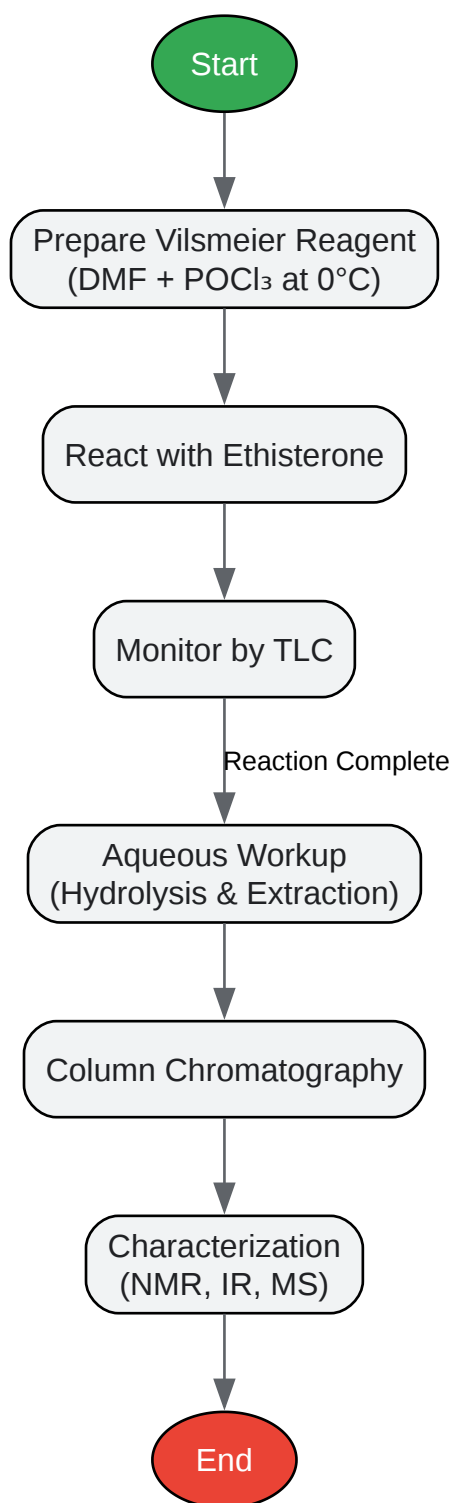 Start
Prepare Vilsmeier Reagent
(DMF + POCl₃ at 0°C)
React with Ethisterone
Monitor by TLC
Reaction Complete
Aqueous Workup
(Hydrolysis & Extraction)
Column Chromatography
Characterization
(NMR, IR, MS)
End